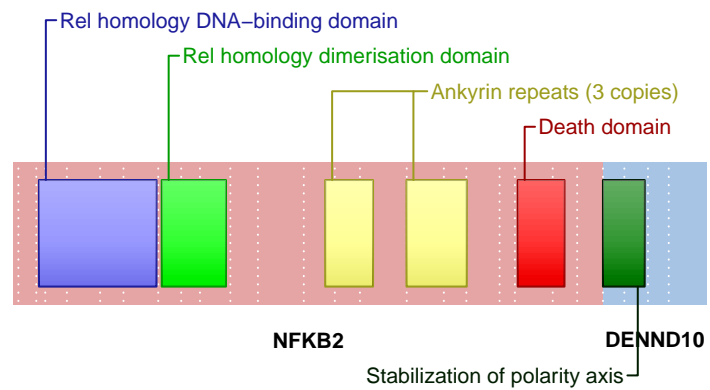 Rel homology DNA−binding domain
Rel homology dimerisation domain
Ankyrin repeats (3 copies)
Death domain
NFKB2
DENND10
Stabilization of polarity axis